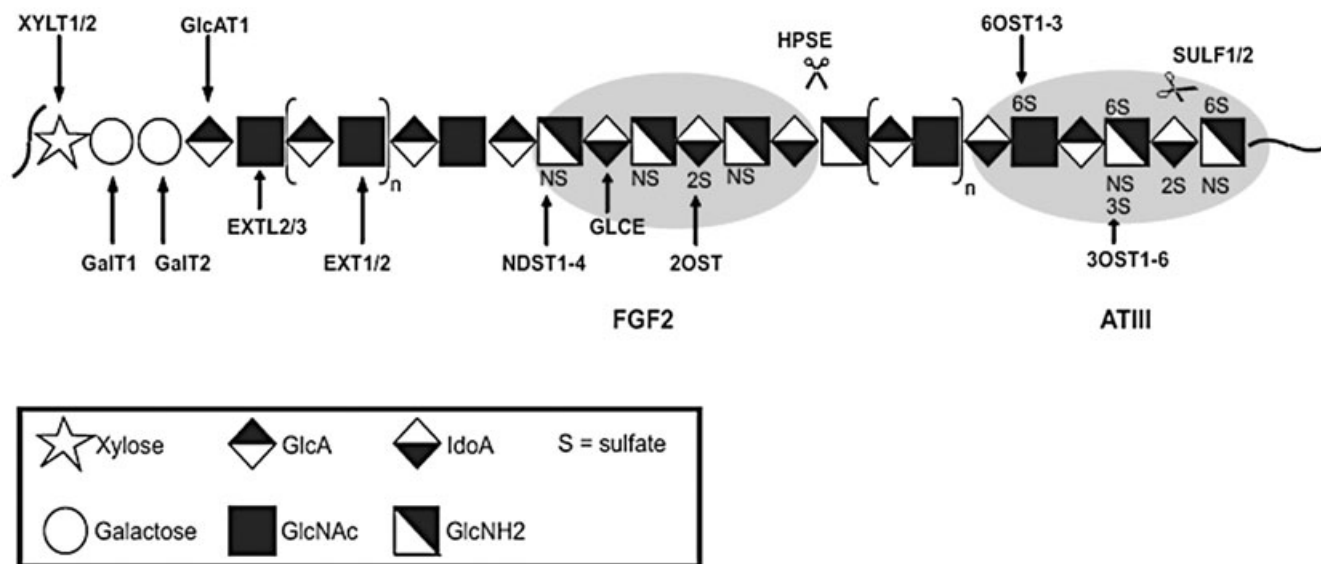 XYLT1/2 GlcAT1 HPSE 6OST1-3 SULF1/2
6S 6S 6S
n n
NS NS 2S NS NS 2S NS
3S
EXTL2/3 GLCE
GalT1 GalT2 EXT1/2 NDST1-4 2OST 3OST1-6
FGF2 ATIII
Xylose GlcA IdoA S = sulfate
Galactose GlcNAc GlcNH2